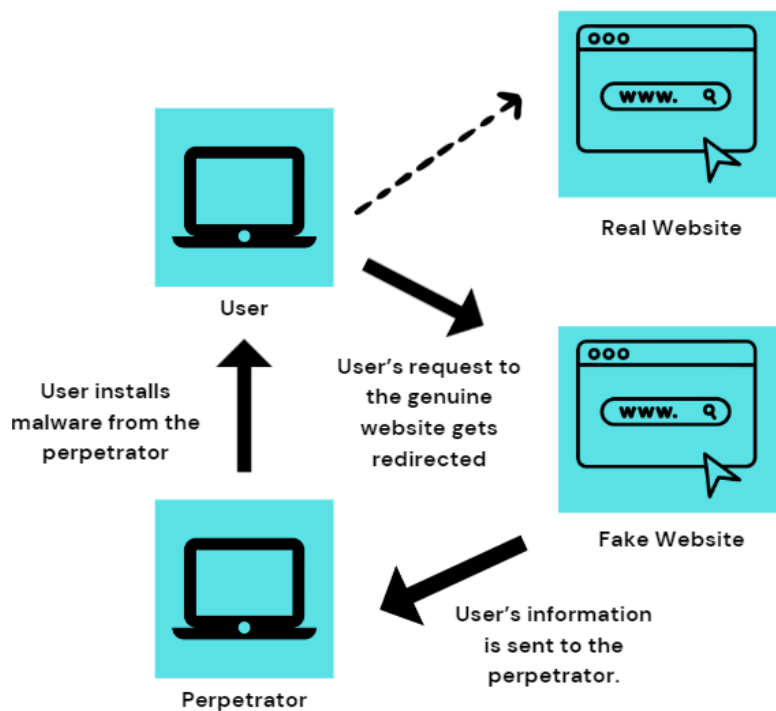 www.
Real Website
User
User installs
malware from the
perpetrator
User's request to
the genuine
website gets
redirected
www.
Fake Website
User's information
is sent to the
perpetrator.
Perpetrator